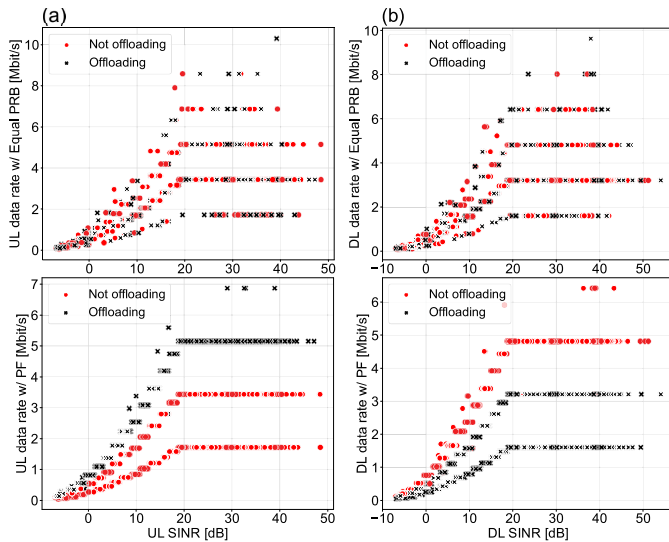 (a)
UL data rate w/ Equal PRB [Mbit/s]
10
8
6
4
2
0
Not offloading
Offloading
0 10 20 30 40 50
(b)
DL data rate w/ Equal PRB [Mbit/s]
10
8
6
4
2
0
Not offloading
Offloading
−10 0 10 20 30 40 50
UL data rate w/ PF [Mbit/s]
7
6
5
4
3
2
1
0
Not offloading
Offloading
0 10 20 30 40 50
UL SINR [dB]
DL data rate w/ PF [Mbit/s]
6
5
4
3
2
1
0
Not offloading
Offloading
−10 0 10 20 30 40 50
DL SINR [dB]